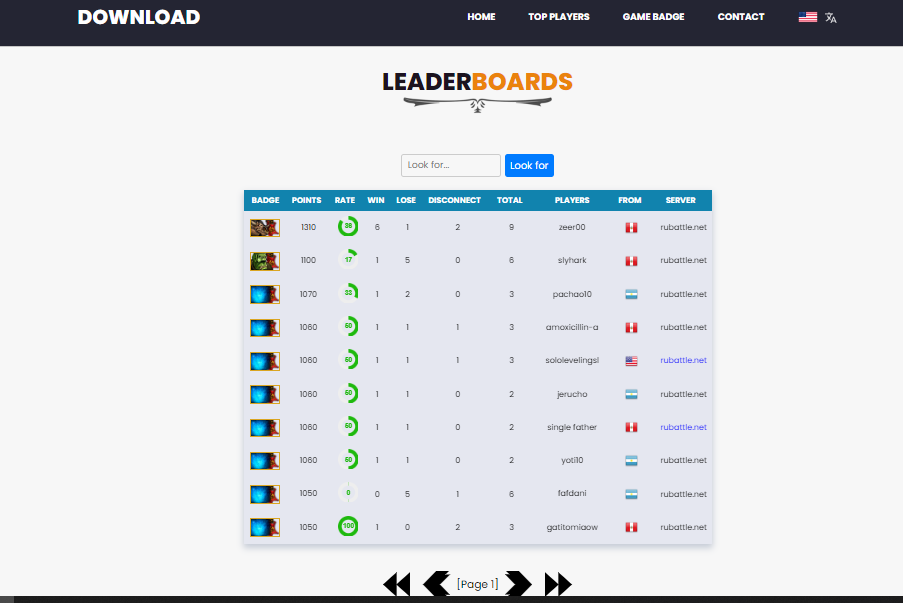 DOWNLOAD HOME TOP PLAYERS GAME BADGE CONTACT
LEADERBOARDS
Look for... Look for
BADGE POINTS RATE WIN LOSE DISCONNECT TOTAL PLAYERS FROM SERVER
1310 86 6 1 2 9 zeer00 rubattle.net
1100 17 1 5 0 6 slyhark rubattle.net
1070 33 1 2 0 3 pachao10 rubattle.net
1060 50 1 1 1 3 amoxicillin-a rubattle.net
1060 50 1 1 1 3 sololevelingsl rubattle.net
1060 50 1 1 0 2 jerucho rubattle.net
1060 50 1 1 0 2 single father rubattle.net
1060 50 1 1 0 2 yoti10 rubattle.net
1050 0 0 5 1 6 fafdani rubattle.net
1050 100 1 0 2 3 gatitomiaow rubattle.net
[Page 1]